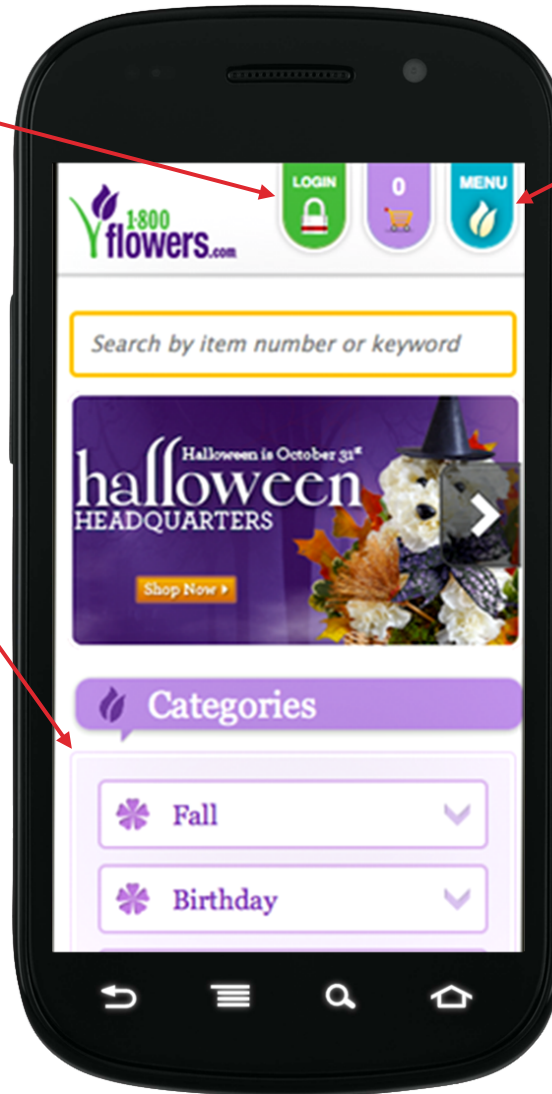 LOGIN
0
MENU
1-800
flowers.com
Search by item number or keyword
Halloween is October 31st
halloween
HEADQUARTERS
Shop Now
Categories
Fall
Birthday